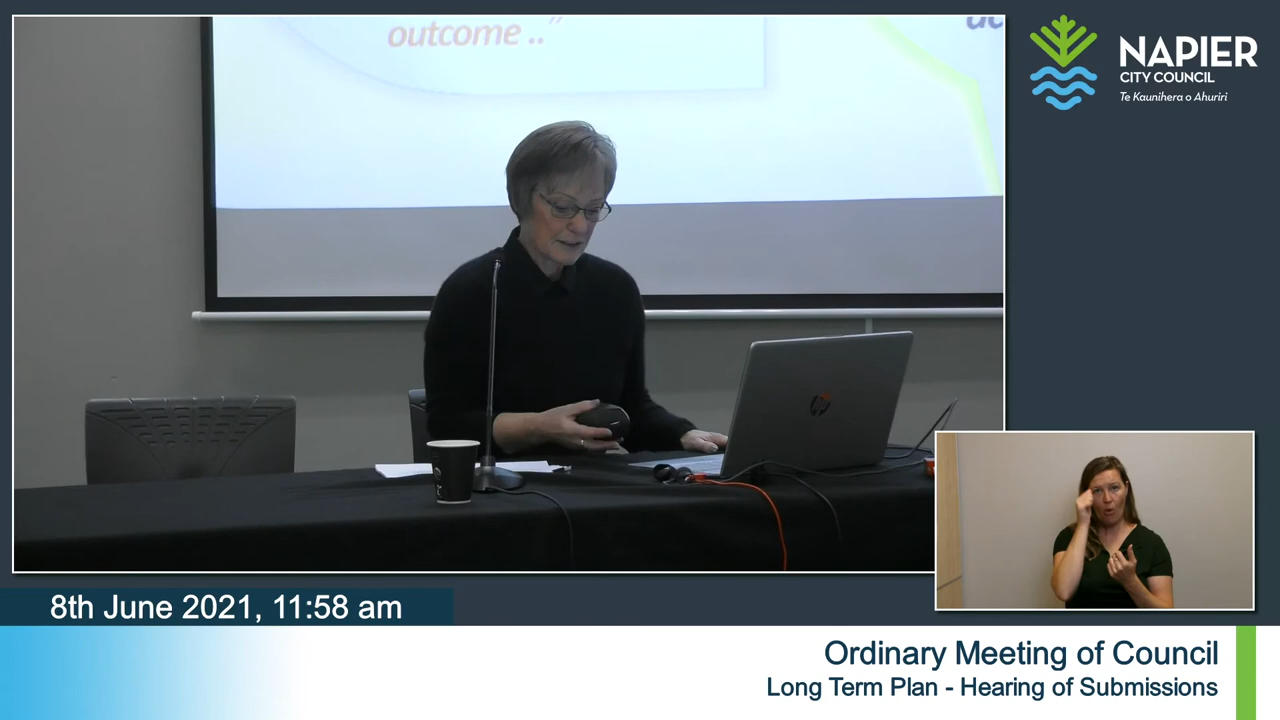 outcome .."
NAPIER
CITY COUNCIL
Te Kaunihera o Ahuriri
hp
8th June 2021, 11:58 am
Ordinary Meeting of Council
Long Term Plan - Hearing of Submissions